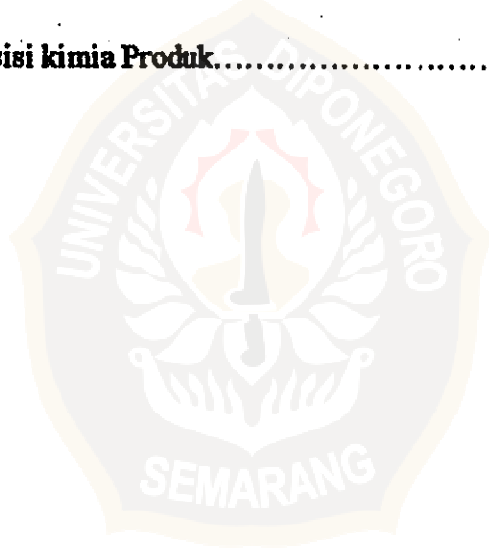 isi kimia Produk..............................
UNIVERSITAS DIPONEGORO
SEMARANG